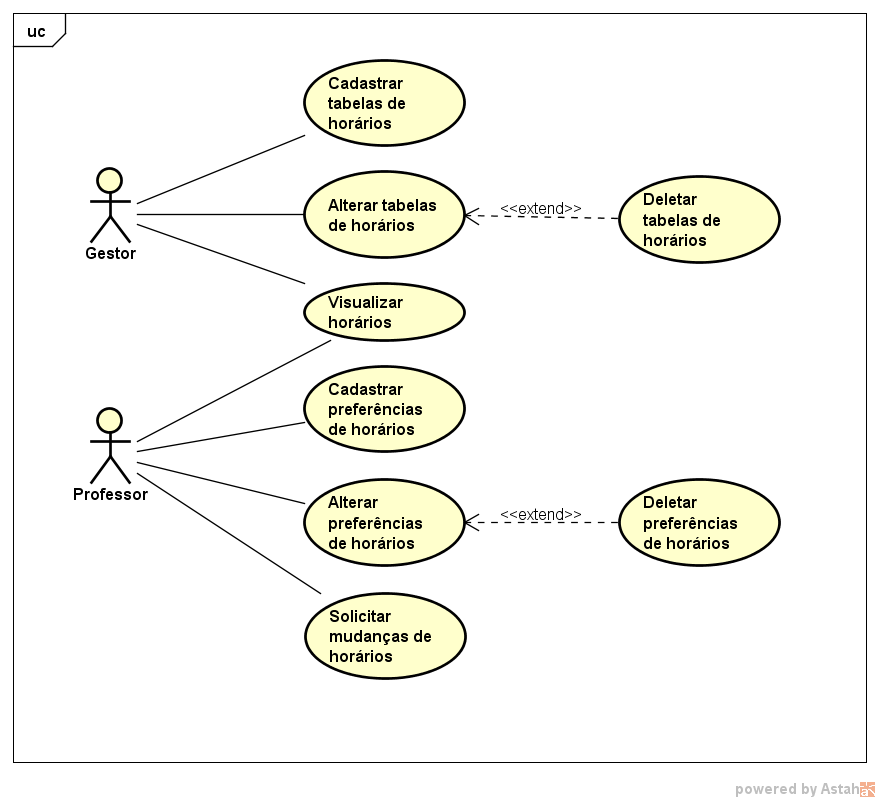 uc
Cadastrar
tabelas de
horários
Alterar tabelas
de horários
<<extend>>
Deletar
tabelas de
horários
Gestor
Visualizar
horários
Cadastrar
preferências
de horários
Professor
Alterar
preferências
de horários
<<extend>>
Deletar
preferências
de horários
Solicitar
mudanças de
horários
powered by Astah